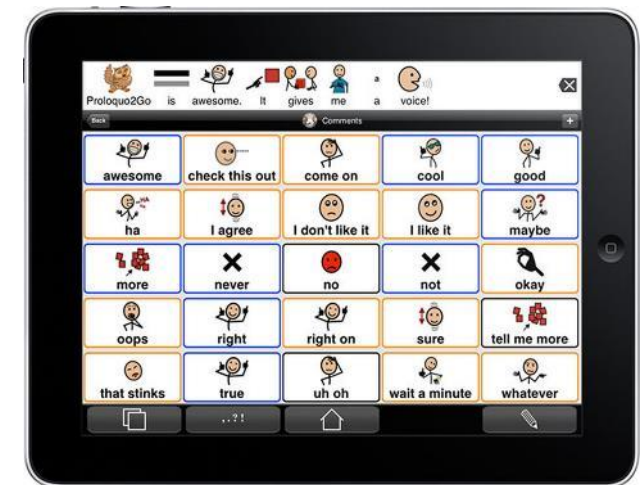 Proloquo2Go is awesome. It gives me a voice!
Back Comments +
awesome check this out come on cool good
HA HA
ha I agree I don't like it I like it maybe
more never no not okay
oops right right on sure tell me more
that stinks true uh oh wait a minute whatever
,.?!